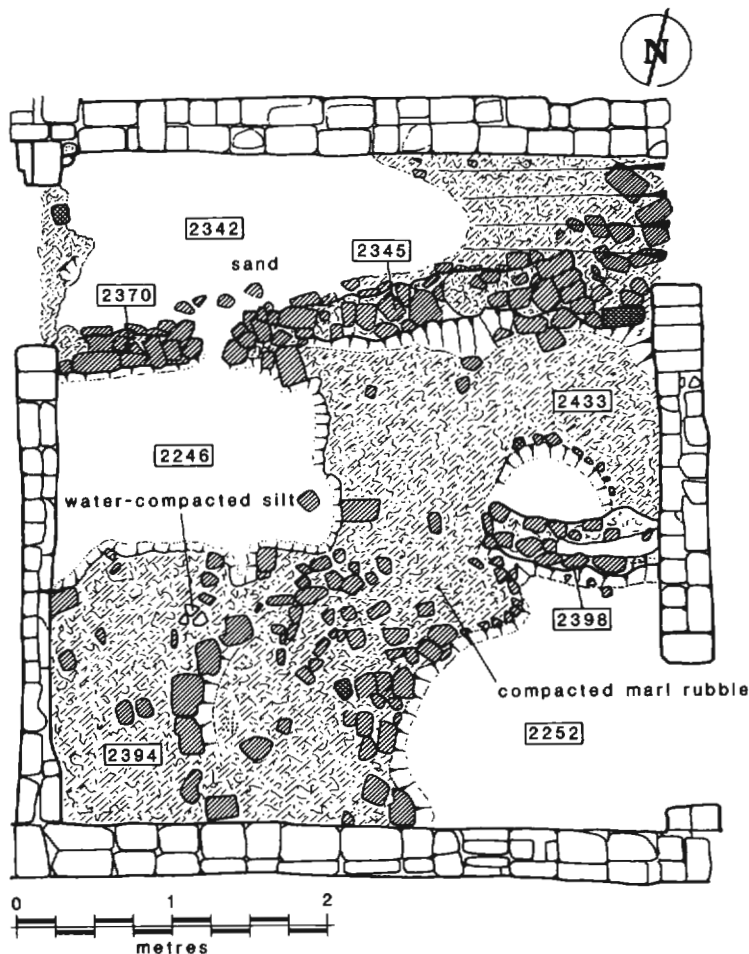 N
2342
2345
sand
2370
2433
2246
water-compacted silt
2398
compacted marl rubble
2252
2394
0 1 2
metres